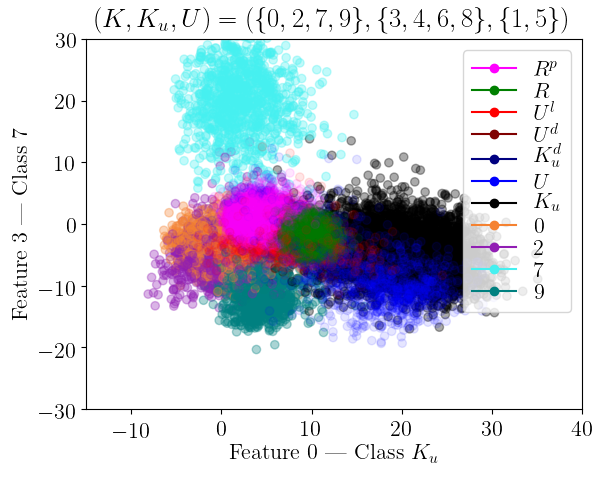 (K, K_u, U) = ({0, 2, 7, 9}, {3, 4, 6, 8}, {1, 5})
30
20
10
0
−10
−20
−30
Feature 3 — Class 7
−10
0
10
20
30
40
Feature 0 — Class K_u
R^p
R
U^l
U^d
K_u^d
U
K_u
0
2
7
9